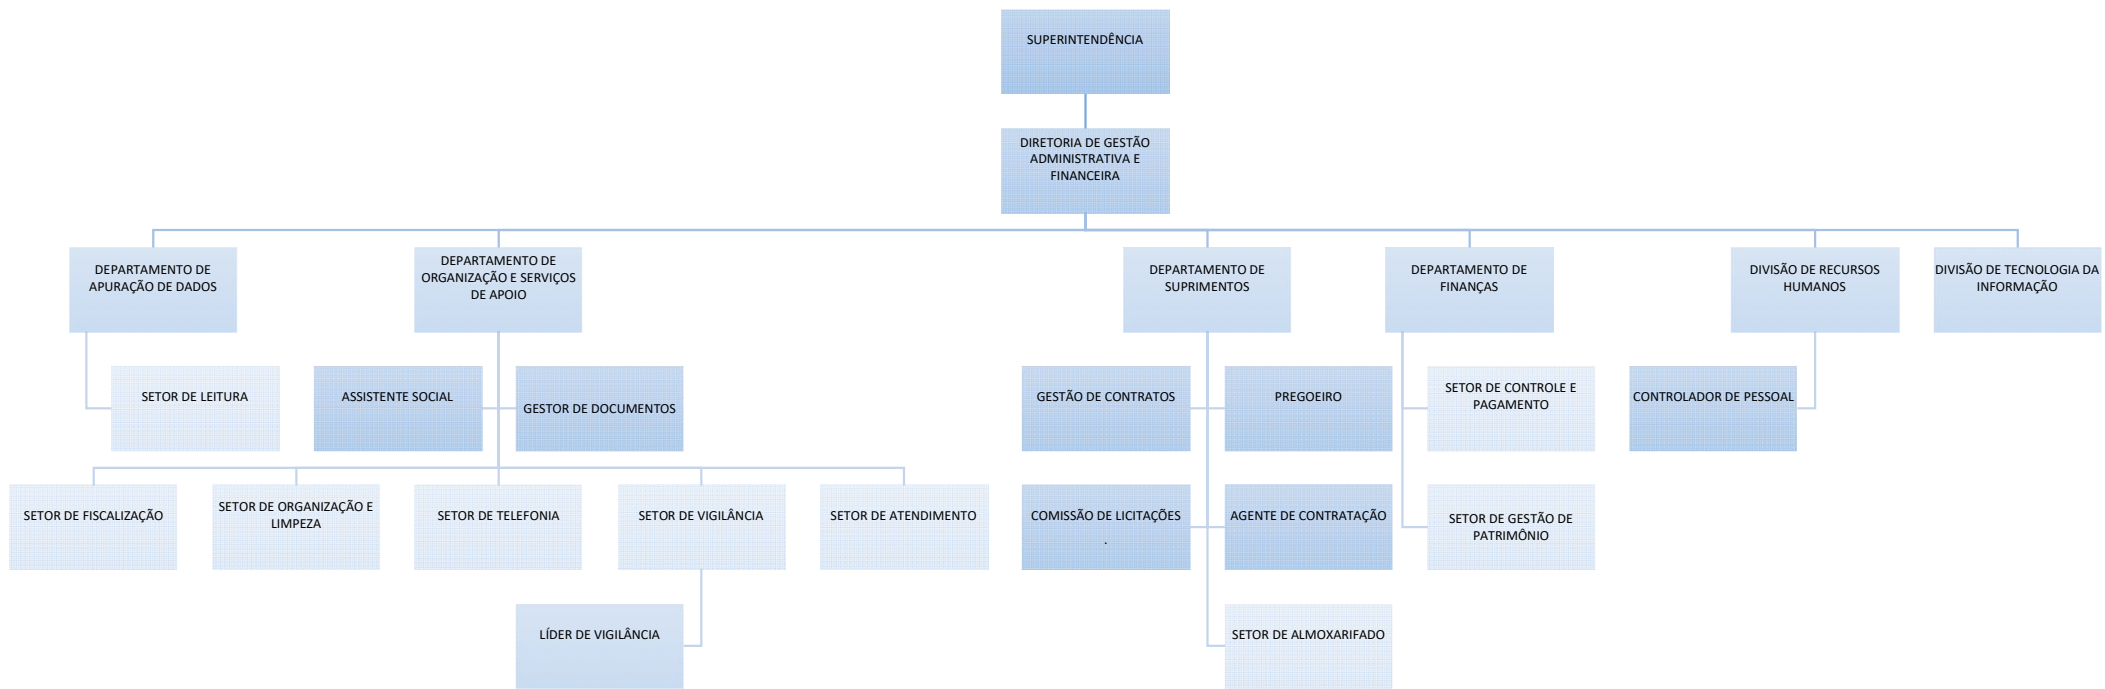 SUPERINTENDÊNCIA
DIRETORIA DE GESTÃO
ADMINISTRATIVA E
FINANCEIRA
DEPARTAMENTO DE
APURAÇÃO DE DADOS
DEPARTAMENTO DE
ORGANIZAÇÃO E SERVIÇOS
DE APOIO
DEPARTAMENTO DE
SUPRIMENTOS
DEPARTAMENTO DE
FINANÇAS
DIVISÃO DE RECURSOS
HUMANOS
DIVISÃO DE TECNOLOGIA DA
INFORMAÇÃO
SETOR DE LEITURA
ASSISTENTE SOCIAL
GESTOR DE DOCUMENTOS
GESTÃO DE CONTRATOS
PREGOEIRO
SETOR DE CONTROLE E
PAGAMENTO
CONTROLADOR DE PESSOAL
SETOR DE FISCALIZAÇÃO
SETOR DE ORGANIZAÇÃO E
LIMPEZA
SETOR DE TELEFONIA
SETOR DE VIGILÂNCIA
SETOR DE ATENDIMENTO
COMISSÃO DE LICITAÇÕES
.
AGENTE DE CONTRATAÇÃO
SETOR DE GESTÃO DE
PATRIMÔNIO
LÍDER DE VIGILÂNCIA
SETOR DE ALMOXARIFADO